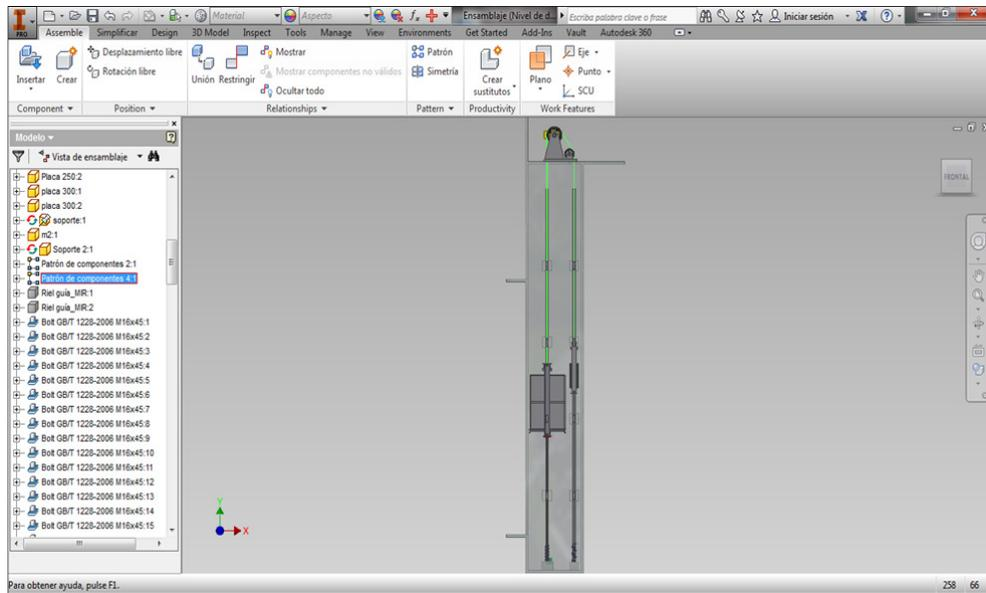 PRO
Material
Aspecto
Ensamblaje (Nivel de d...
Escriba palabra clave o frase
Iniciar sesión
Assemble Simplificar Design 3D Model Inspect Tools Manage View Environments Get Started Add-Ins Vault Autodesk 360
Insertar
Crear
Desplazamiento libre
Rotación libre
Unión
Restringir
Mostrar
Mostrar componentes no válidos
Ocultar todo
Patrón
Simetría
Crear sustitutos
Plano
Eje
Punto
SCU
Component Position Relationships Pattern Productivity Work Features
Modelo
Vista de ensamblaje
Placa 250:2
placa 300:1
placa 300:2
soporte:1
m2:1
Soporte 2:1
Patrón de componentes 2:1
Patrón de componentes 4:1
Riel guía_MIR:1
Riel guía_MIR:2
Bolt GB/T 1228-2006 M16x45:1
Bolt GB/T 1228-2006 M16x45:2
Bolt GB/T 1228-2006 M16x45:3
Bolt GB/T 1228-2006 M16x45:4
Bolt GB/T 1228-2006 M16x45:5
Bolt GB/T 1228-2006 M16x45:6
Bolt GB/T 1228-2006 M16x45:7
Bolt GB/T 1228-2006 M16x45:8
Bolt GB/T 1228-2006 M16x45:9
Bolt GB/T 1228-2006 M16x45:10
Bolt GB/T 1228-2006 M16x45:11
Bolt GB/T 1228-2006 M16x45:12
Bolt GB/T 1228-2006 M16x45:13
Bolt GB/T 1228-2006 M16x45:14
Bolt GB/T 1228-2006 M16x45:15
FRONTAL
Y
X
Para obtener ayuda, pulse F1.
258 66